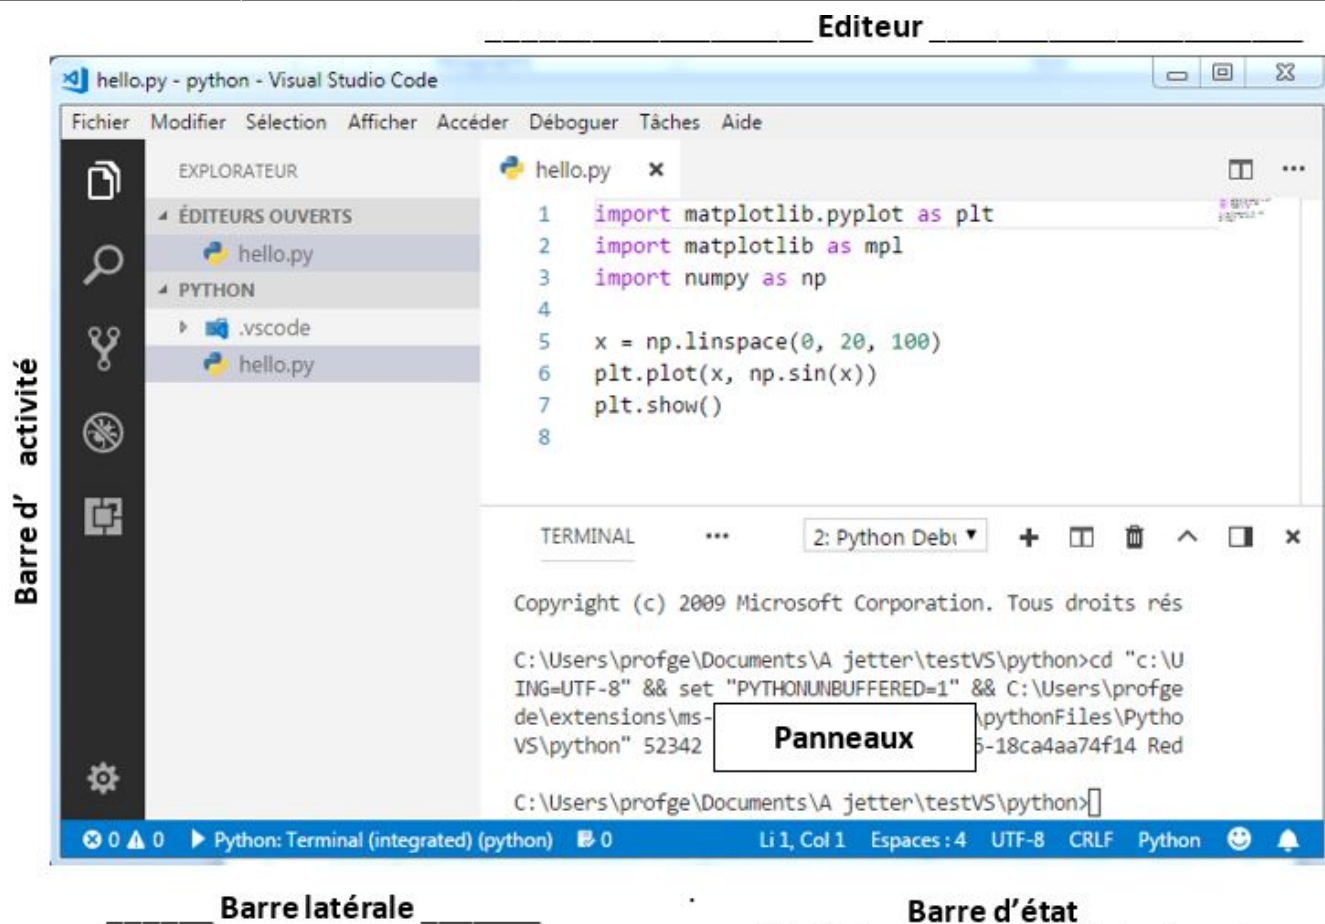 Editeur
hello.py - python - Visual Studio Code
Fichier Modifier Sélection Afficher Accéder Déboguer Tâches Aide
EXPLORATEUR
ÉDITEURS OUVERTS
hello.py
PYTHON
.vscode
hello.py
hello.py
1 import matplotlib.pyplot as plt
2 import matplotlib as mpl
3 import numpy as np
4
5 x = np.linspace(0, 20, 100)
6 plt.plot(x, np.sin(x))
7 plt.show()
8
Barre d' activité
TERMINAL ... 2: Python Debu
Copyright (c) 2009 Microsoft Corporation. Tous droits rés
C:\Users\profge\Documents\A jetter\testVS\python>cd "c:\U
ING=UTF-8" && set "PYTHONUNBUFFERED=1" && C:\Users\profge
de\extensions\ms- \pythonFiles\Pytho
VS\python" 52342 5-18ca4aa74f14 Red
Panneaux
C:\Users\profge\Documents\A jetter\testVS\python>
0 0 Python: Terminal (integrated) (python) 0 Li 1, Col 1 Espaces : 4 UTF-8 CRLF Python
Barre latérale
Barre d'état